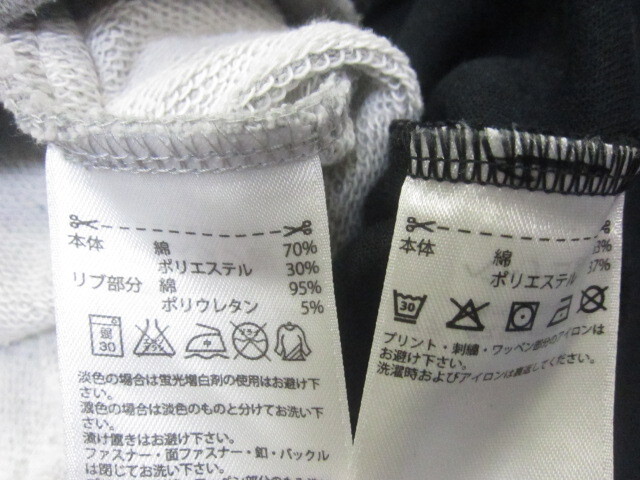 本体 綿 70%
ポリエステル 30%
リブ部分 綿 95%
ポリウレタン 5%
30
淡色の場合は蛍光増白剤の使用はお避け下
さい。
濃色の場合は淡色のものと分けてお洗い下
さい。
漬け置きはお避け下さい。
ファスナー・面ファスナー・釦・バックル
は閉じてお洗い下さい。
本体 綿 3%
ポリエステル 37%
30
プリント・刺繍・ワッペン部分のアイロンは
お避け下さい。
洗濯時およびアイロンは裏返してください。